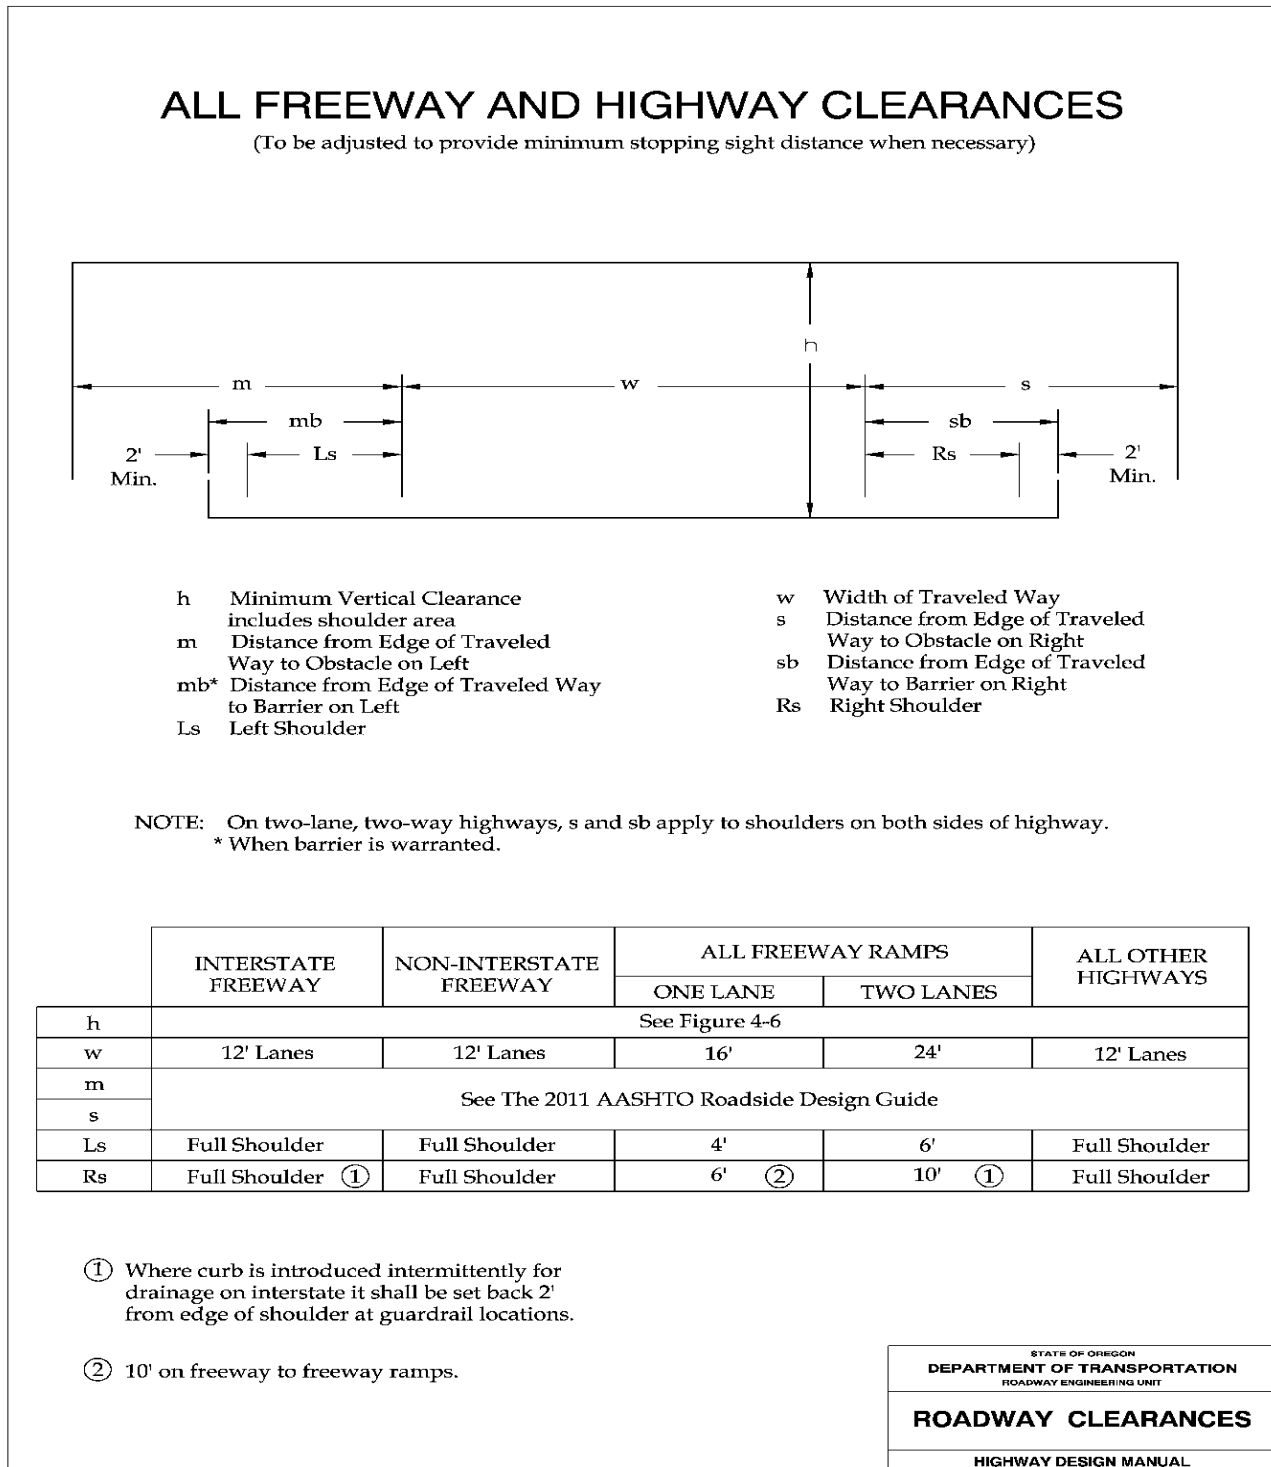 ALL FREEWAY AND HIGHWAY CLEARANCES
(To be adjusted to provide minimum stopping sight distance when necessary)
h
m
w
s
mb
sb
2' Min.
Ls
Rs
2' Min.
h Minimum Vertical Clearance
includes shoulder area
m Distance from Edge of Traveled
Way to Obstacle on Left
mb* Distance from Edge of Traveled Way
to Barrier on Left
Ls Left Shoulder
w Width of Traveled Way
s Distance from Edge of Traveled
Way to Obstacle on Right
sb Distance from Edge of Traveled
Way to Barrier on Right
Rs Right Shoulder
NOTE: On two-lane, two-way highways, s and sb apply to shoulders on both sides of highway.
* When barrier is warranted.
INTERSTATE FREEWAY
NON-INTERSTATE FREEWAY
ALL FREEWAY RAMPS
ALL OTHER HIGHWAYS
ONE LANE
TWO LANES
h See Figure 4-6
w 12' Lanes 12' Lanes 16' 24' 12' Lanes
m
s
See The 2011 AASHTO Roadside Design Guide
Ls Full Shoulder Full Shoulder 4' 6' Full Shoulder
Rs Full Shoulder ① Full Shoulder 6' ② 10' ① Full Shoulder
① Where curb is introduced intermittently for
drainage on interstate it shall be set back 2'
from edge of shoulder at guardrail locations.
② 10' on freeway to freeway ramps.
STATE OF OREGON
DEPARTMENT OF TRANSPORTATION
ROADWAY ENGINEERING UNIT
ROADWAY CLEARANCES
HIGHWAY DESIGN MANUAL